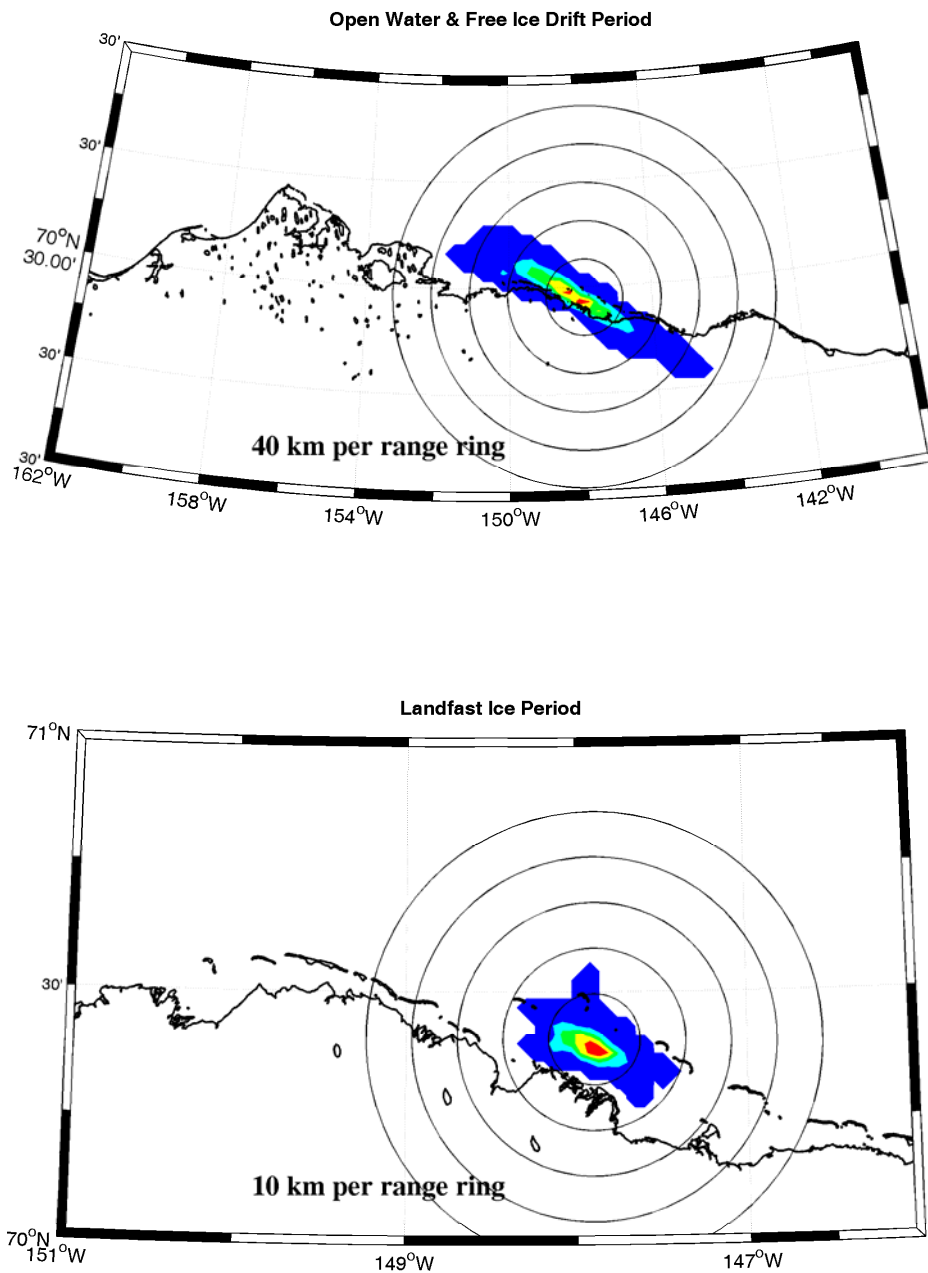 Open Water & Free Ice Drift Period
30'
30'
70°N
30.00'
30'
30'
40 km per range ring
162°W
158°W
154°W
150°W
146°W
142°W
Landfast Ice Period
71°N
30'
10 km per range ring
70°N
151°W
149°W
147°W